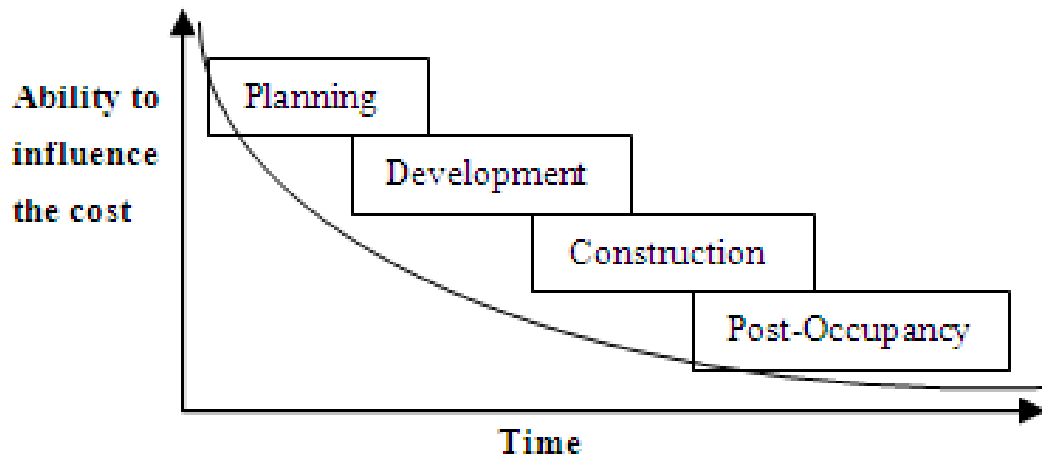 Ability to
influence
the cost
Planning
Development
Construction
Post-Occupancy
Time